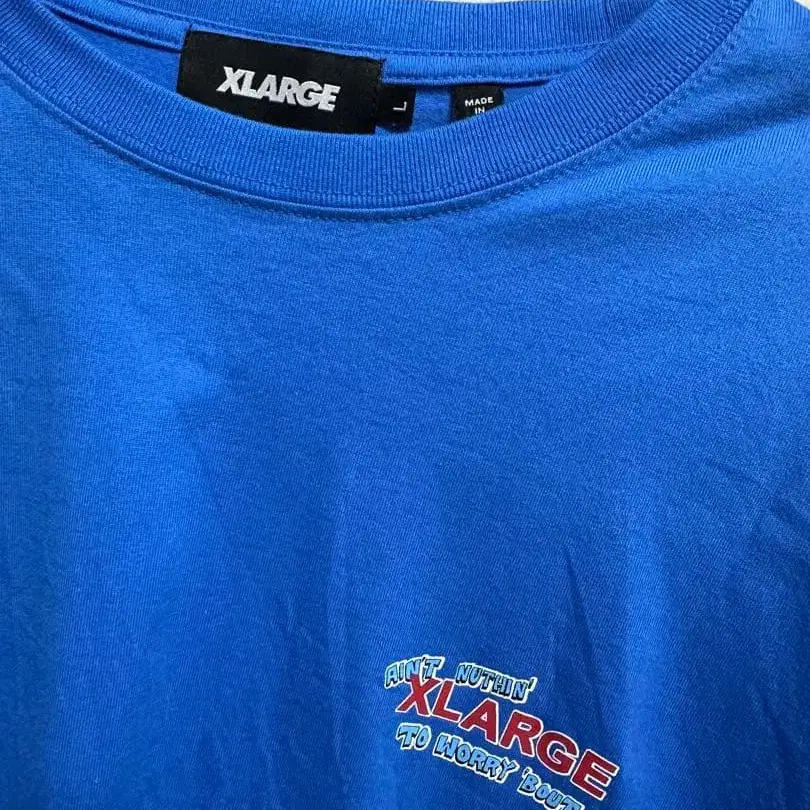 XLARGE
L
MADE
IN
AIN'T NUTHIN'
XLARGE
TO WORRY 'BOUT